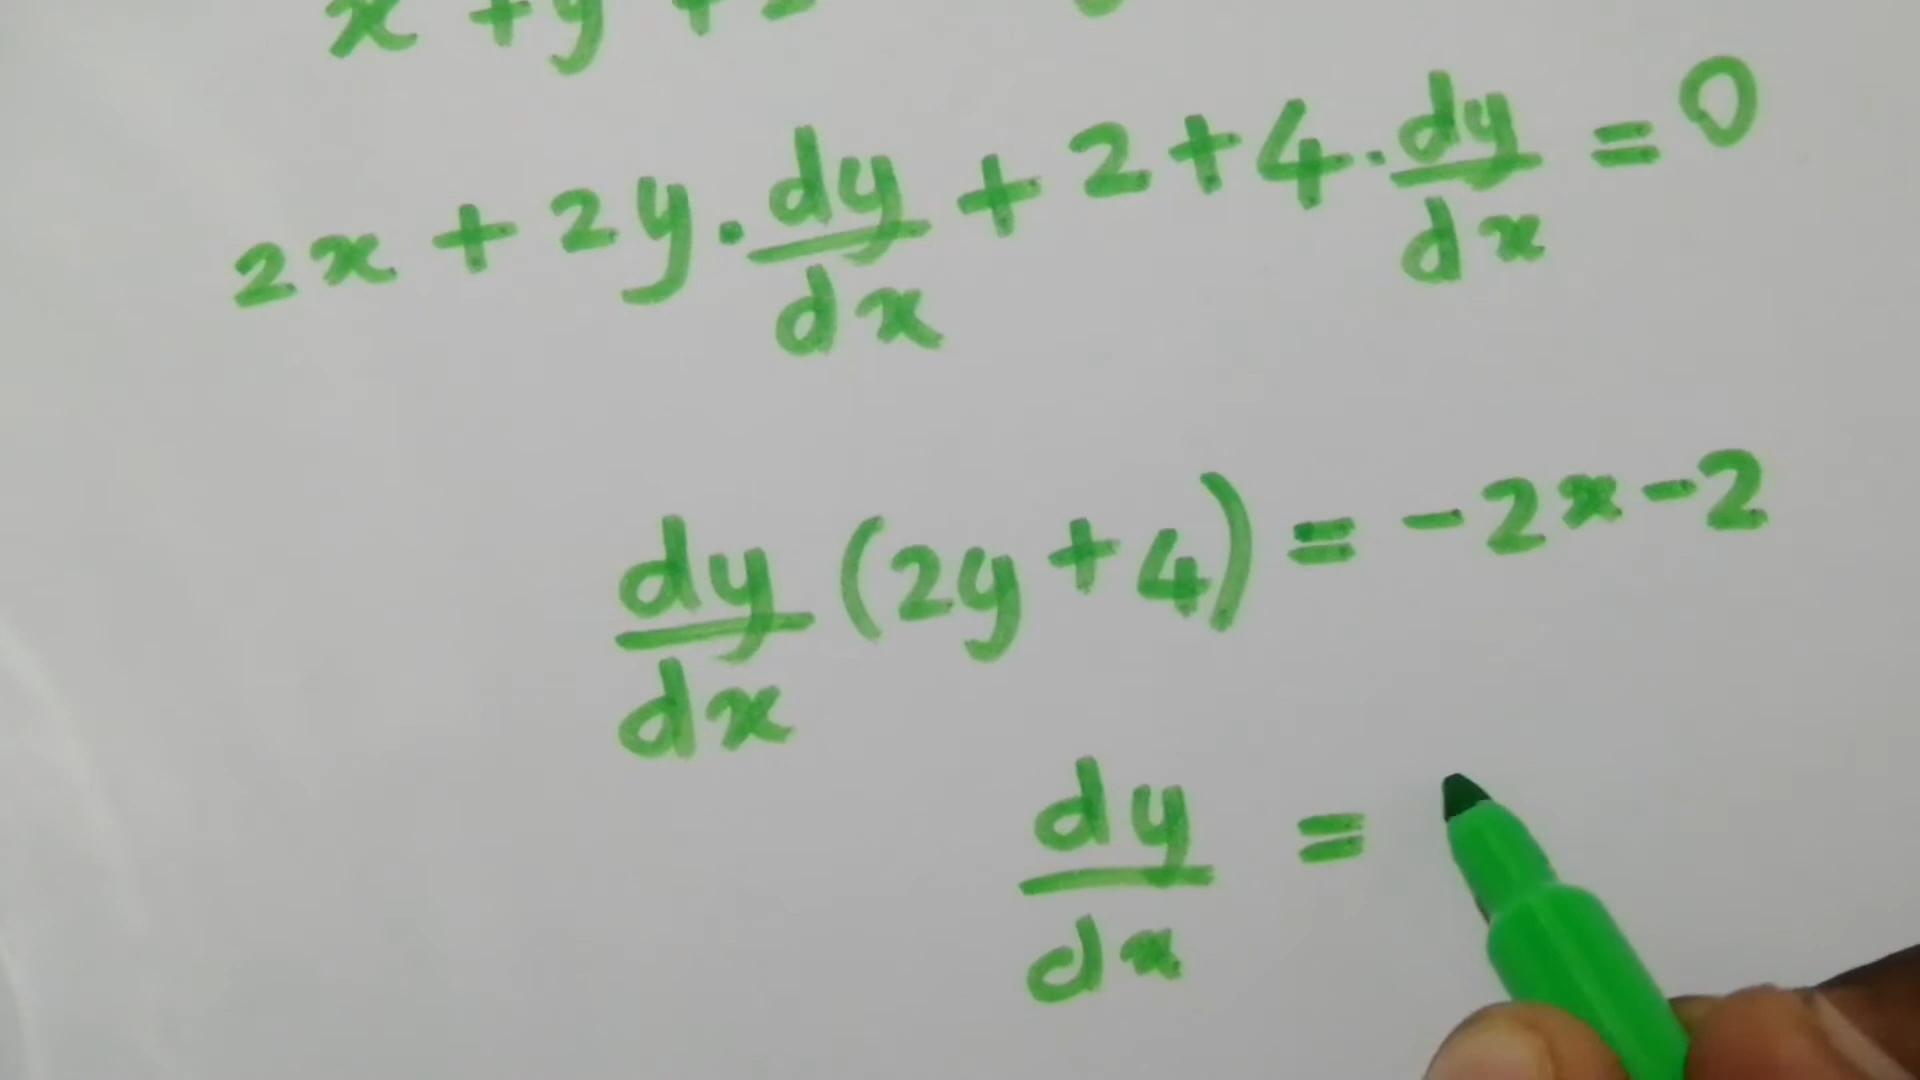 x + y +
2x + 2y · dy/dx + 2 + 4 · dy/dx = 0
dy/dx (2y + 4) = -2x - 2
dy/dx =